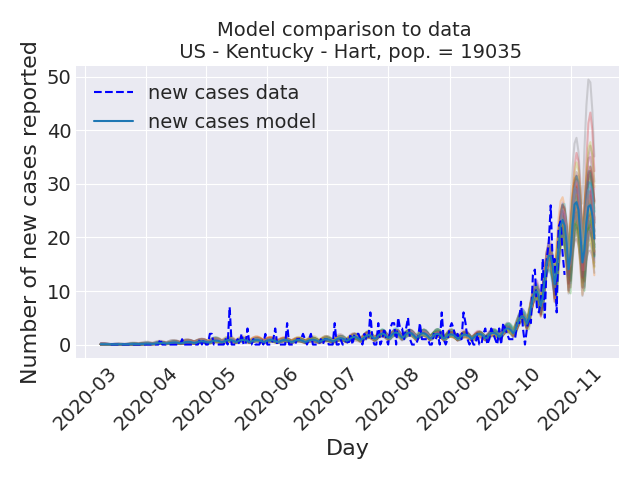 Model comparison to data
US - Kentucky - Hart, pop. = 19035
Number of new cases reported
50
40
30
20
10
0
new cases data
new cases model
2020-03
2020-04
2020-05
2020-06
2020-07
2020-08
2020-09
2020-10
2020-11
Day